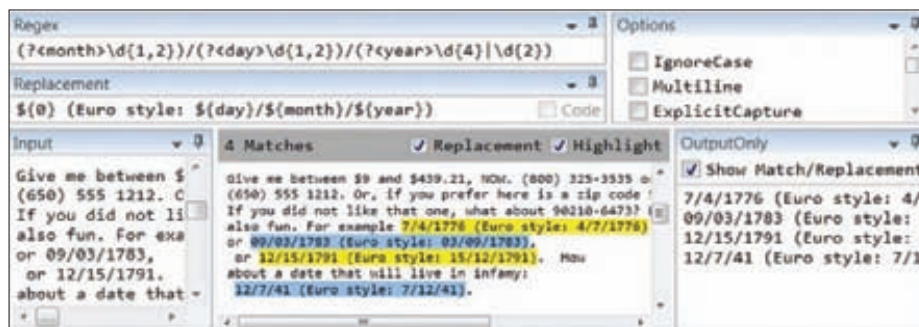 Regex
(?<month>\d{1,2})/(?<day>\d{1,2})/(?<year>\d{4}|\d{2})
Replacement
${0} (Euro style: ${day}/${month}/${year})
Code
Options
IgnoreCase
Multiline
ExplicitCapture
Input
Give me between $
(650) 555 1212. C
If you did not li
also fun. For exa
or 09/03/1783,
or 12/15/1791.
about a date that
4 Matches
Replacement
Highlight
Give me between $9 and $439.21, NOW. (800) 325-3535 o
(650) 555 1212. Or, if you prefer here is a zip code
If you did not like that one, what about 90210-6473?
also fun. For example 7/4/1776 (Euro style: 4/7/1776)
or 09/03/1783 (Euro style: 03/09/1783),
or 12/15/1791 (Euro style: 15/12/1791).
about a date that will live in infamy:
12/7/41 (Euro style: 7/12/41).
OutputOnly
Show Match/Replacement
7/4/1776 (Euro style: 4/
09/03/1783 (Euro style:
12/15/1791 (Euro style:
12/7/41 (Euro style: 7/1